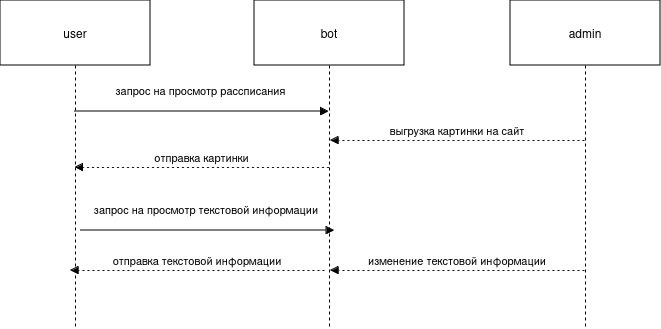 user
bot
admin
запрос на просмотр рассписания
выгрузка картинки на сайт
отправка картинки
запрос на просмотр текстовой информации
отправка текстовой информации
изменение текстовой информации